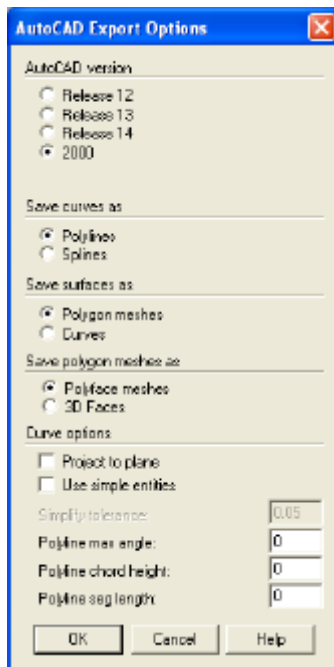 AutoCAD Export Options
AutoCAD version
Release 12
Release 13
Release 14
2000
Save curves as
Polylines
Splines
Save surfaces as
Polygon meshes
Curves
Save polygon meshes as
Polyface meshes
3D Faces
Curve options
Project to plane
Use simple entities
Simplify tolerance: 0.05
Polyline max angle: 0
Polyline chord height: 0
Polyline seg length: 0
OK Cancel Help